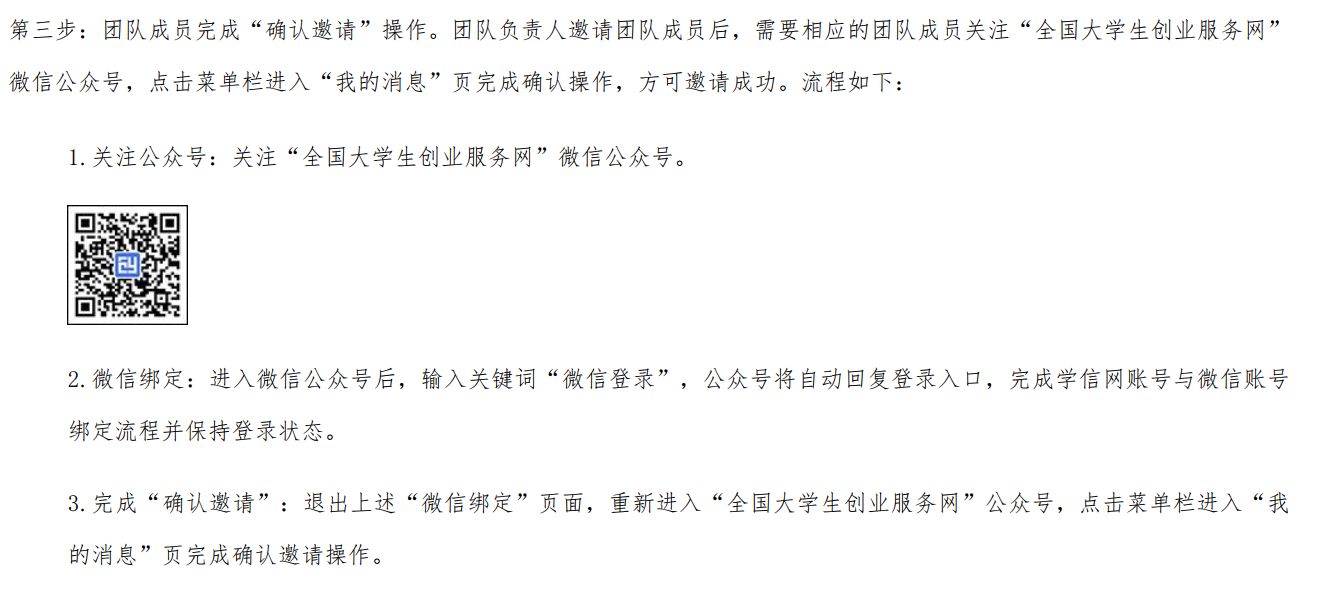 第三步：团队成员完成“确认邀请”操作。团队负责人邀请团队成员后，需要相应的团队成员关注“全国大学生创业服务网”
微信公众号，点击菜单栏进入“我的消息”页完成确认操作，方可邀请成功。流程如下：
1.关注公众号：关注“全国大学生创业服务网”微信公众号。
2.微信绑定：进入微信公众号后，输入关键词“微信登录”，公众号将自动回复登录入口，完成学信网账号与微信账号
绑定流程并保持登录状态。
3.完成“确认邀请”：退出上述“微信绑定”页面，重新进入“全国大学生创业服务网”公众号，点击菜单栏进入“我
的消息”页完成确认邀请操作。